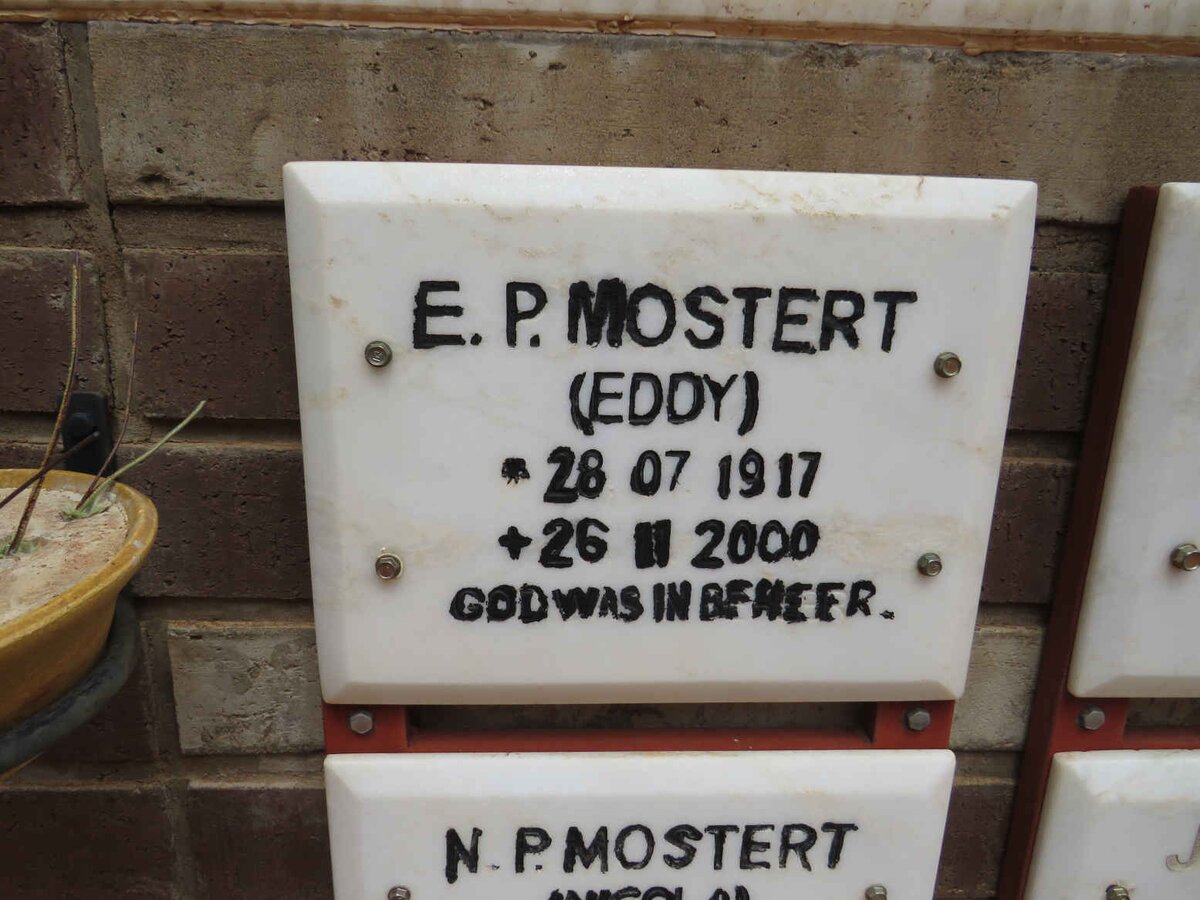 E. P. MOSTERT
(EDDY)
* 28 07 1917
+ 26 11 2000
GOD WAS IN BEHEER.
N. P. MOSTERT